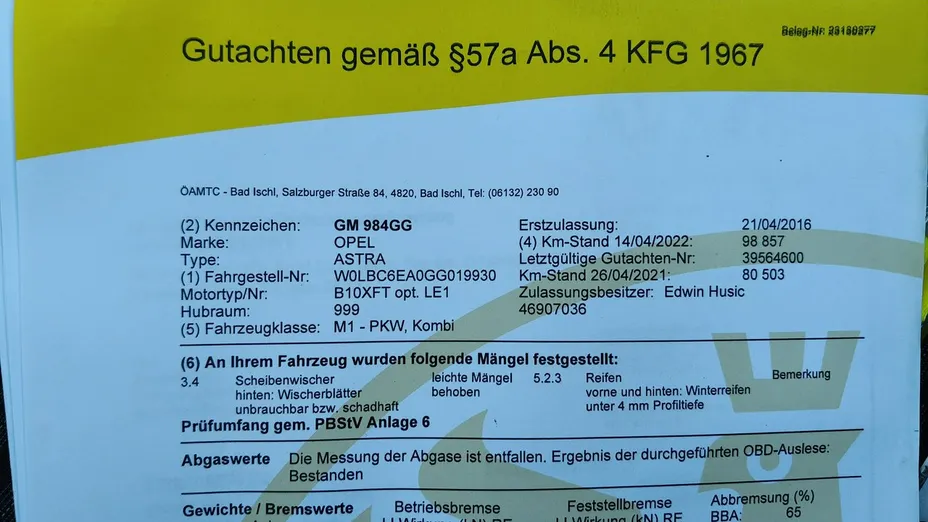 Beleg-Nr. 23130277
Gutachten gemäß §57a Abs. 4 KFG 1967
ÖAMTC - Bad Ischl, Salzburger Straße 84, 4820, Bad Ischl, Tel: (06132) 230 90
(2) Kennzeichen: GM 984GG Erstzulassung: 21/04/2016
Marke: OPEL (4) Km-Stand 14/04/2022: 98 857
Type: ASTRA Letztgültige Gutachten-Nr: 39564600
(1) Fahrgestell-Nr: W0LBC6EA0GG019930 Km-Stand 26/04/2021: 80 503
Motortyp/Nr: B10XFT opt. LE1 Zulassungsbesitzer: Edwin Husic
Hubraum: 999 46907036
(5) Fahrzeugklasse: M1 - PKW, Kombi
(6) An Ihrem Fahrzeug wurden folgende Mängel festgestellt:
3.4 Scheibenwischer leichte Mängel 5.2.3 Reifen Bemerkung
hinten: Wischerblätter behoben vorne und hinten: Winterreifen
unbrauchbar bzw. schadhaft unter 4 mm Profiltiefe
Prüfumfang gem. PBStV Anlage 6
Abgaswerte Die Messung der Abgase ist entfallen. Ergebnis der durchgeführten OBD-Auslese:
Bestanden
Gewichte / Bremswerte Betriebsbremse Feststellbremse Abbremsung (%)
BBA: 65